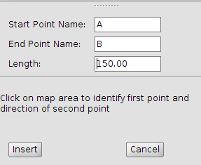 Start Point Name: A
End Point Name: B
Length: 150.00
Click on map area to identify first point and
direction of second point
Insert Cancel